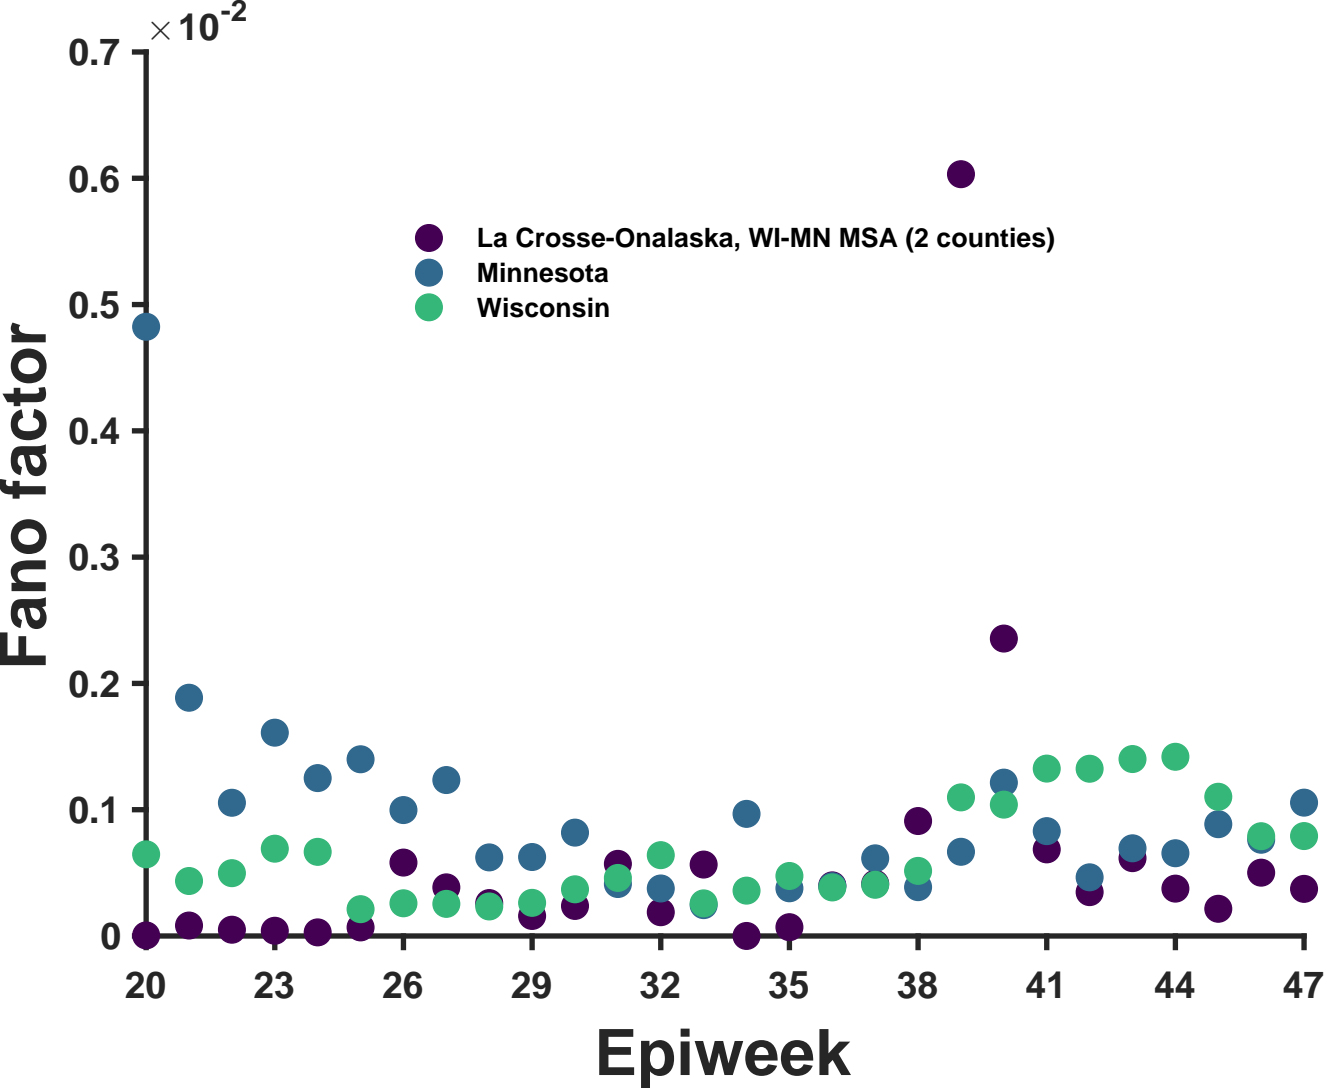 × 10-2
0.7
0.6
0.5
0.4
0.3
0.2
0.1
0
Fano factor
La Crosse-Onalaska, WI-MN MSA (2 counties)
Minnesota
Wisconsin
20 23 26 29 32 35 38 41 44 47
Epiweek